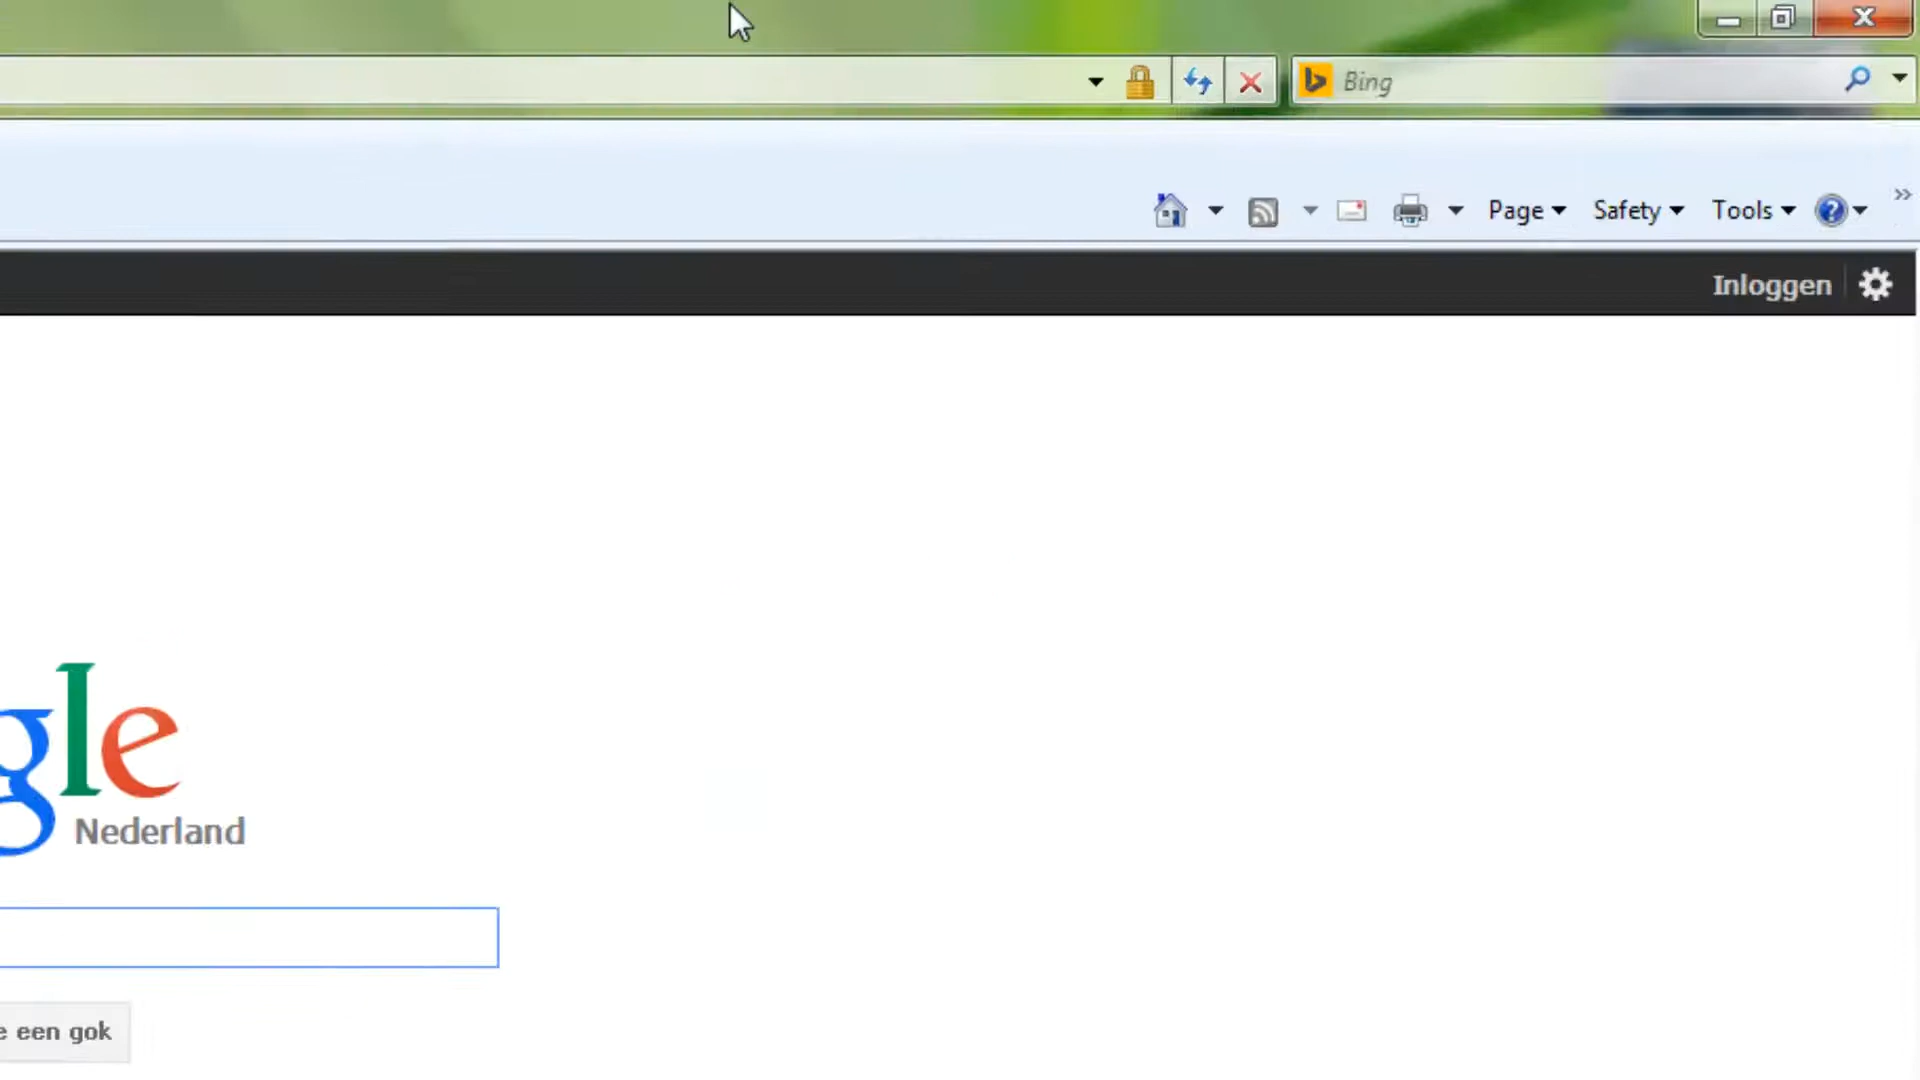 Bing
Page Safety Tools
»
Inloggen
gle
Nederland
e een gok